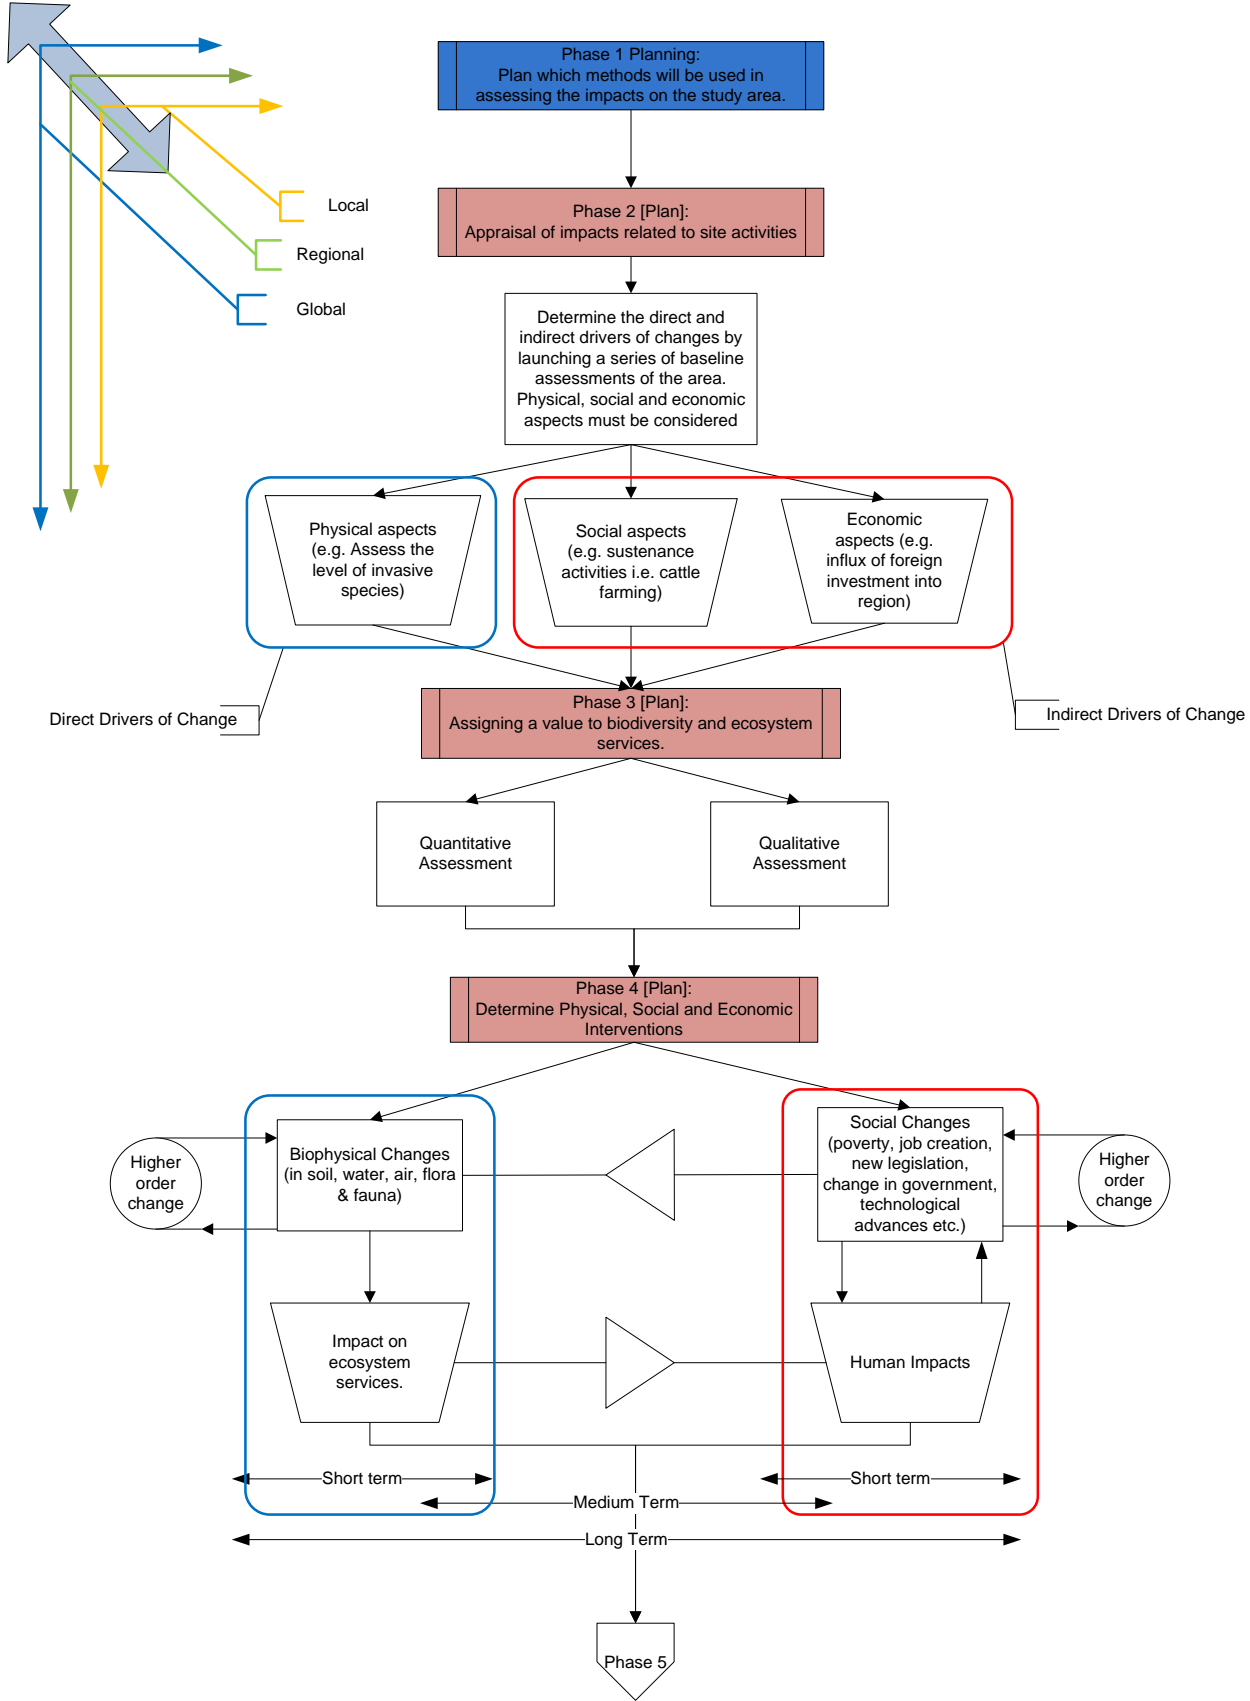 Phase 1 Planning:
Plan which methods will be used in
assessing the impacts on the study area.
Local
Regional
Global
Phase 2 [Plan]:
Appraisal of impacts related to site activities
Determine the direct and
indirect drivers of changes by
launching a series of baseline
assessments of the area.
Physical, social and economic
aspects must be considered
Physical aspects
(e.g. Assess the
level of invasive
species)
Social aspects
(e.g. sustenance
activities i.e. cattle
farming)
Economic
aspects (e.g.
influx of foreign
investment into
region)
Direct Drivers of Change
Phase 3 [Plan]:
Assigning a value to biodiversity and ecosystem
services.
Indirect Drivers of Change
Quantitative
Assessment
Qualitative
Assessment
Phase 4 [Plan]:
Determine Physical, Social and Economic
Interventions
Higher
order
change
Biophysical Changes
(in soil, water, air, flora
& fauna)
Social Changes
(poverty, job creation,
new legislation,
change in government,
technological
advances etc.)
Higher
order
change
Impact on
ecosystem
services.
Human Impacts
Short term
Short term
Medium Term
Long Term
Phase 5